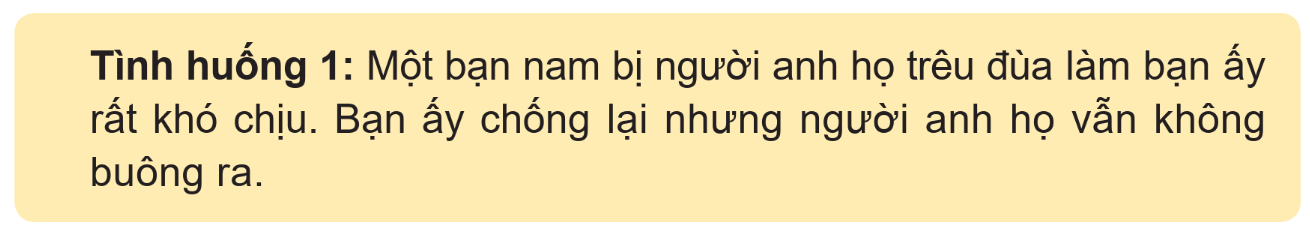 Tình huống 1: Một bạn nam bị người anh họ trêu đùa làm bạn ấy
rất khó chịu. Bạn ấy chống lại nhưng người anh họ vẫn không
buông ra.